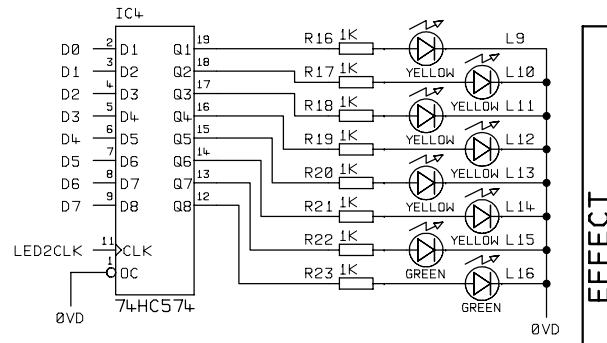 IC4
D0 2 D1 Q1 19 R16 1K YELLOW L9
D1 3 D2 Q2 18 R17 1K YELLOW L10
D2 4 D3 Q3 17 R18 1K YELLOW L11
D3 5 D4 Q4 16 R19 1K YELLOW L12
D4 6 D5 Q5 15 R20 1K YELLOW L13
D5 7 D6 Q6 14 R21 1K YELLOW L14
D6 8 D7 Q7 13 R22 1K GREEN L15
D7 9 D8 Q8 12 R23 1K GREEN L16
LED2CLK 11 CLK
1 OC
74HC574
0VD
0VD
EFFECT